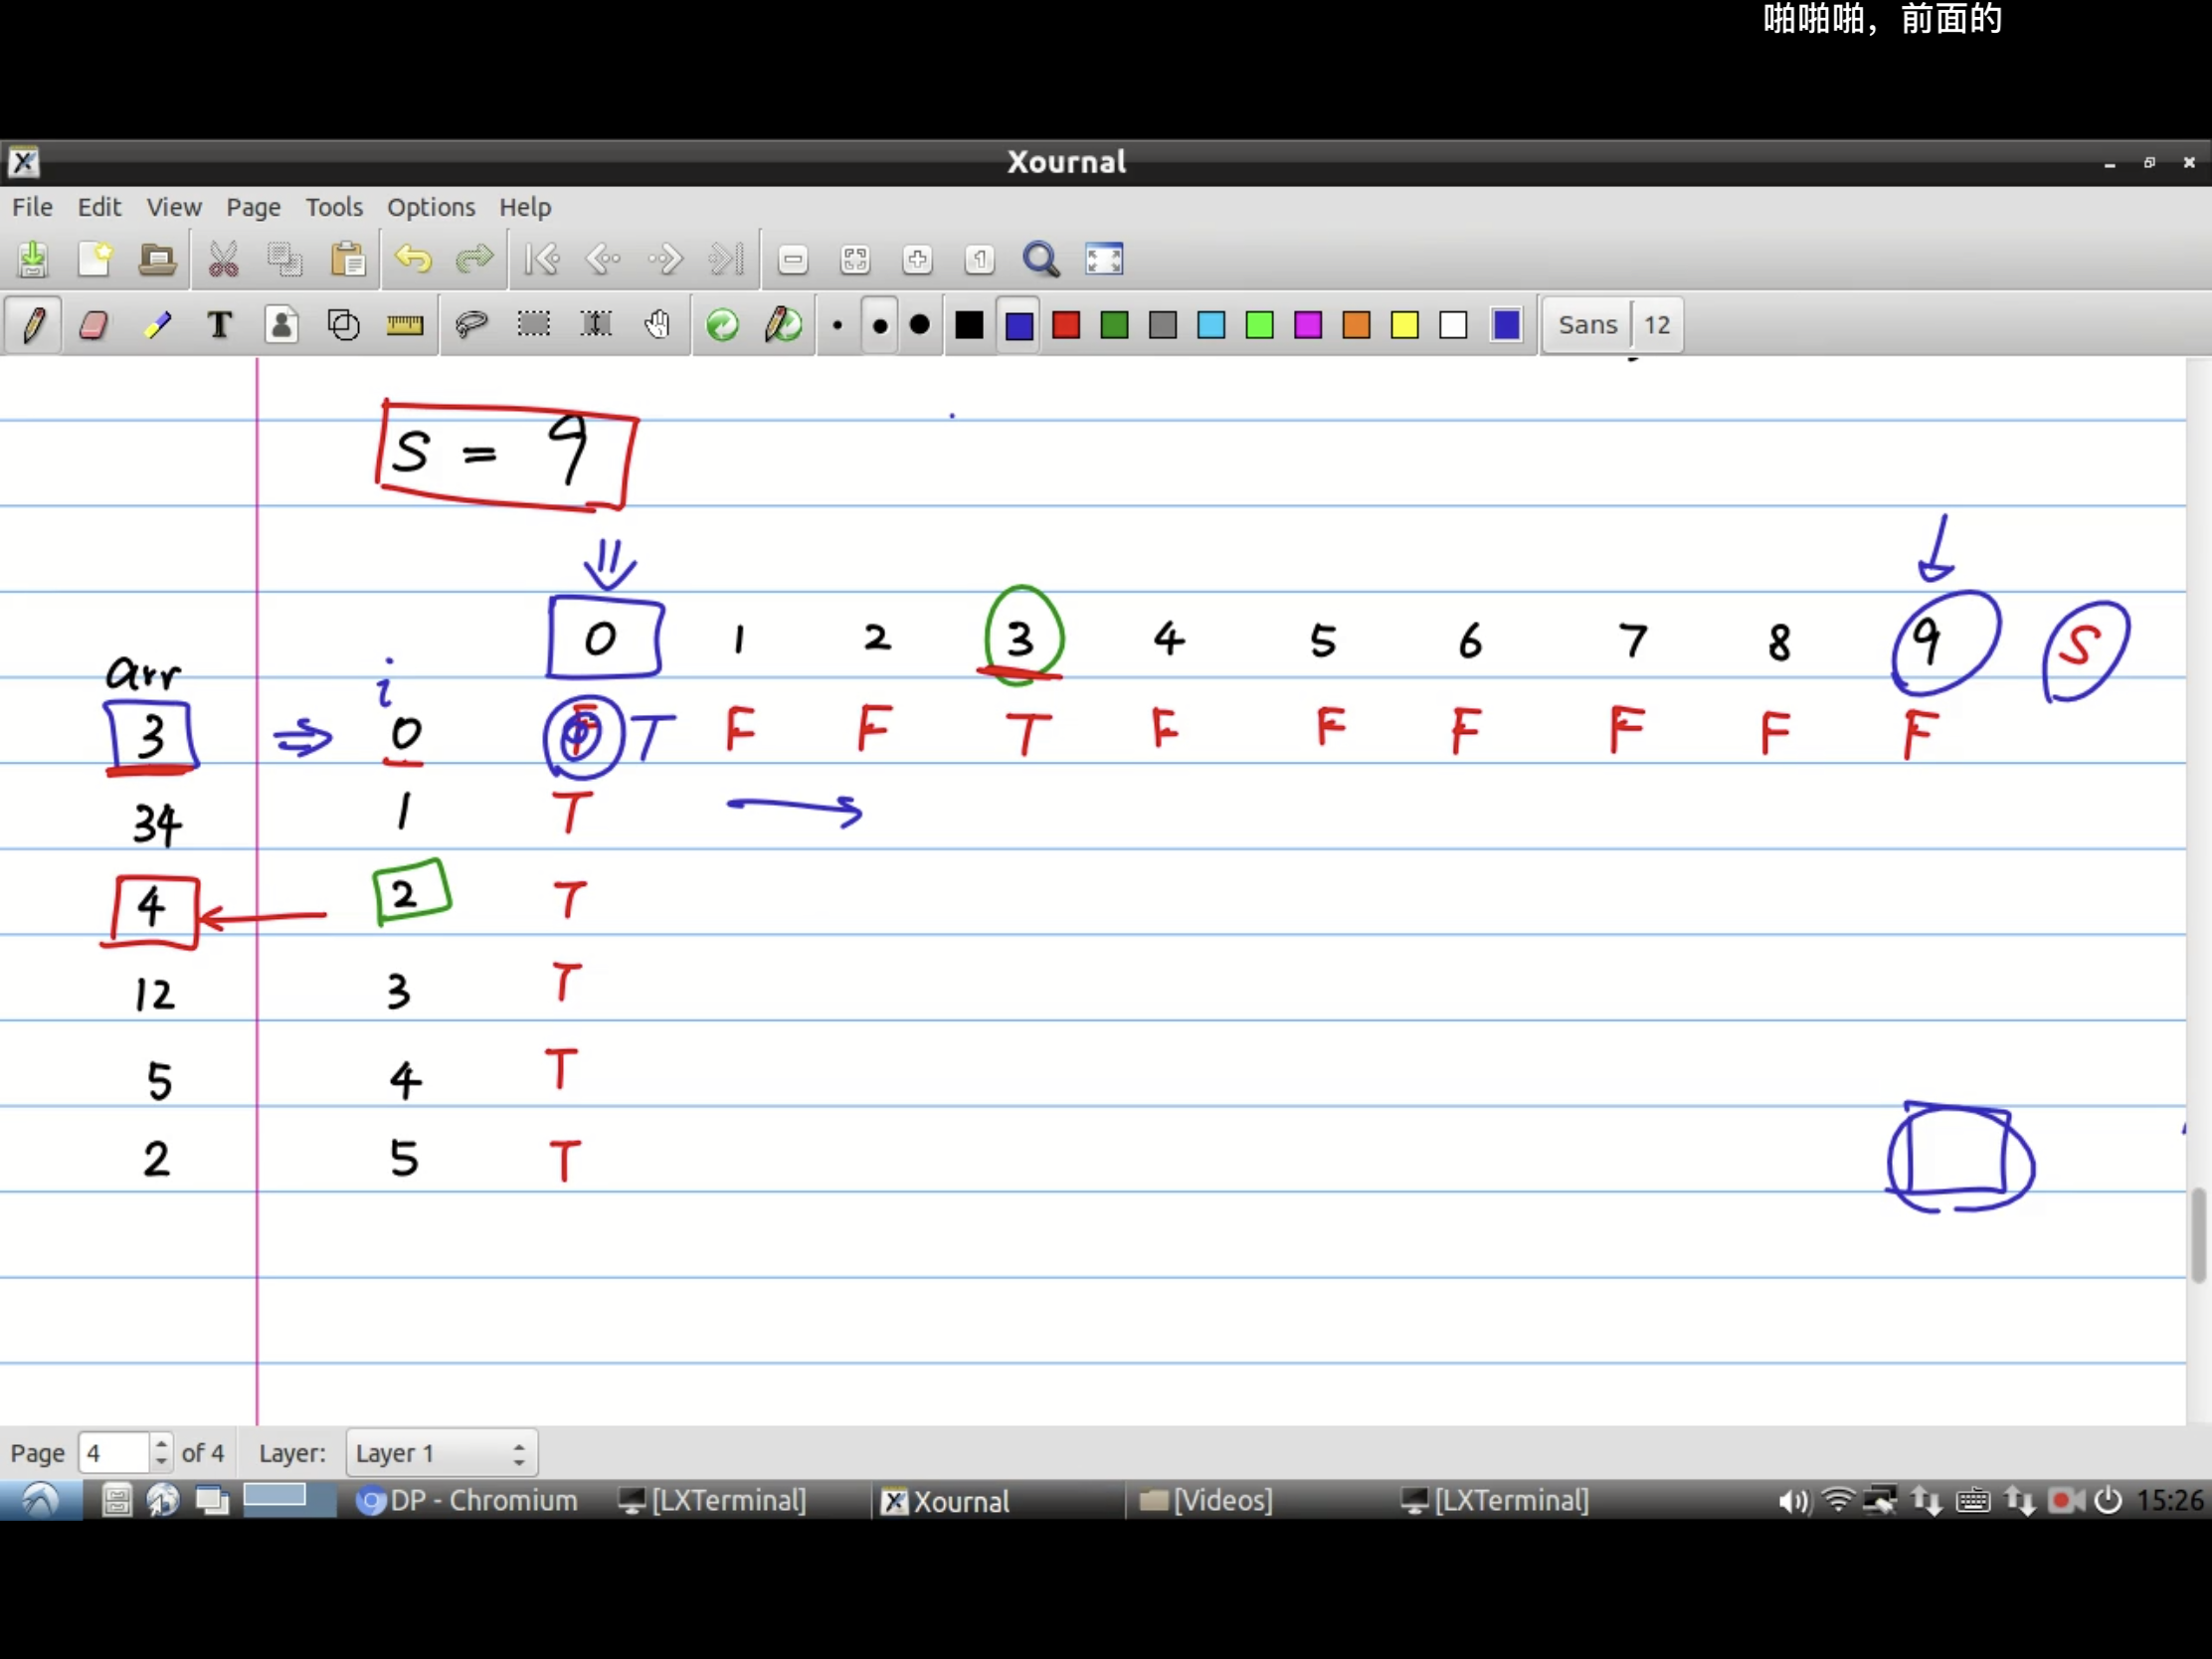 啪啪啪，前面的
Xournal
File Edit View Page Tools Options Help
Sans 12
S = 9
0 1 2 3 4 5 6 7 8 9 S
arr i
3 0 T F F T F F F F F F
34 1 T
4 2 T
12 3 T
5 4 T
2 5 T
Page 4 of 4 Layer: Layer 1
DP - Chromium [LXTerminal] Xournal [Videos] [LXTerminal] 15:26